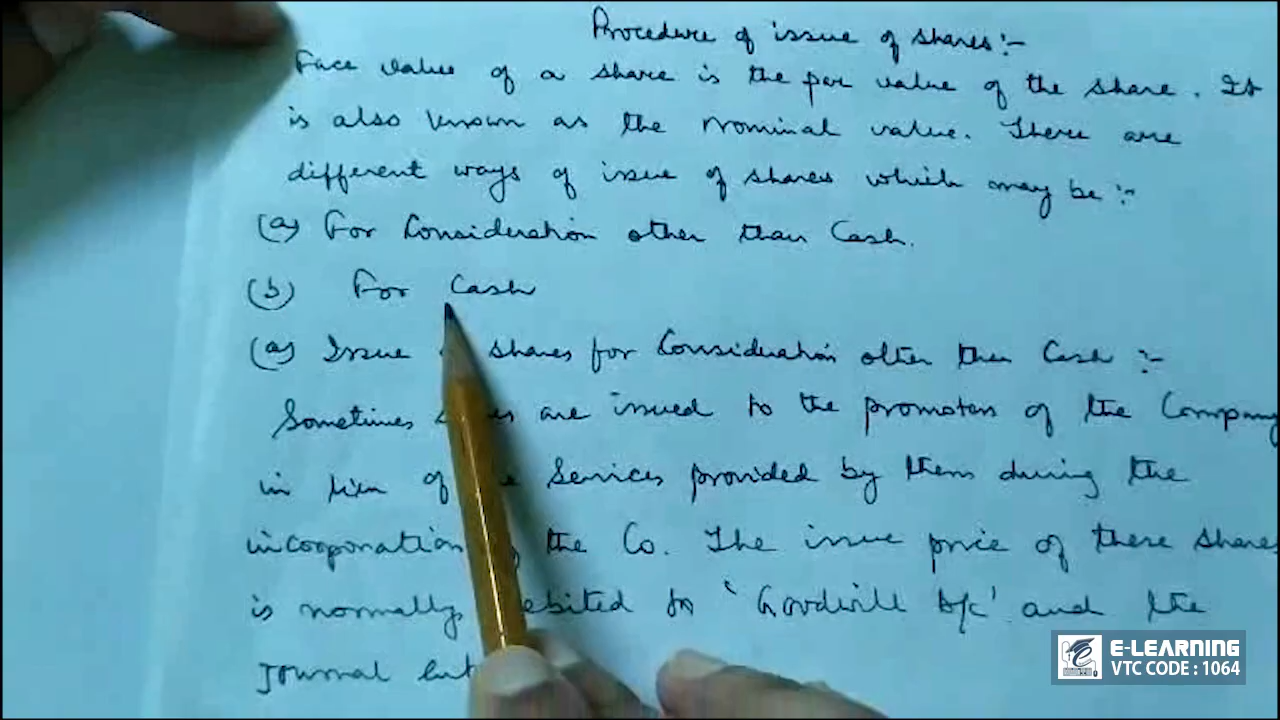 Procedure of issue of shares:-
Face value of a share is the par value of the share. It
is also known as the nominal value. There are
different ways of issue of shares which may be:-
(a) For Consideration other than Cash.
(b) For Cash
(a) Issue shares for Consideration other than Cash :-
Sometimes are issued to the promoters of the Company
in lieu of services provided by them during the
incooporation the Co. The issue price of these shares
is normally debited to 'Goodwill A/c' and the
Journal
E-LEARNING
VTC CODE : 1064